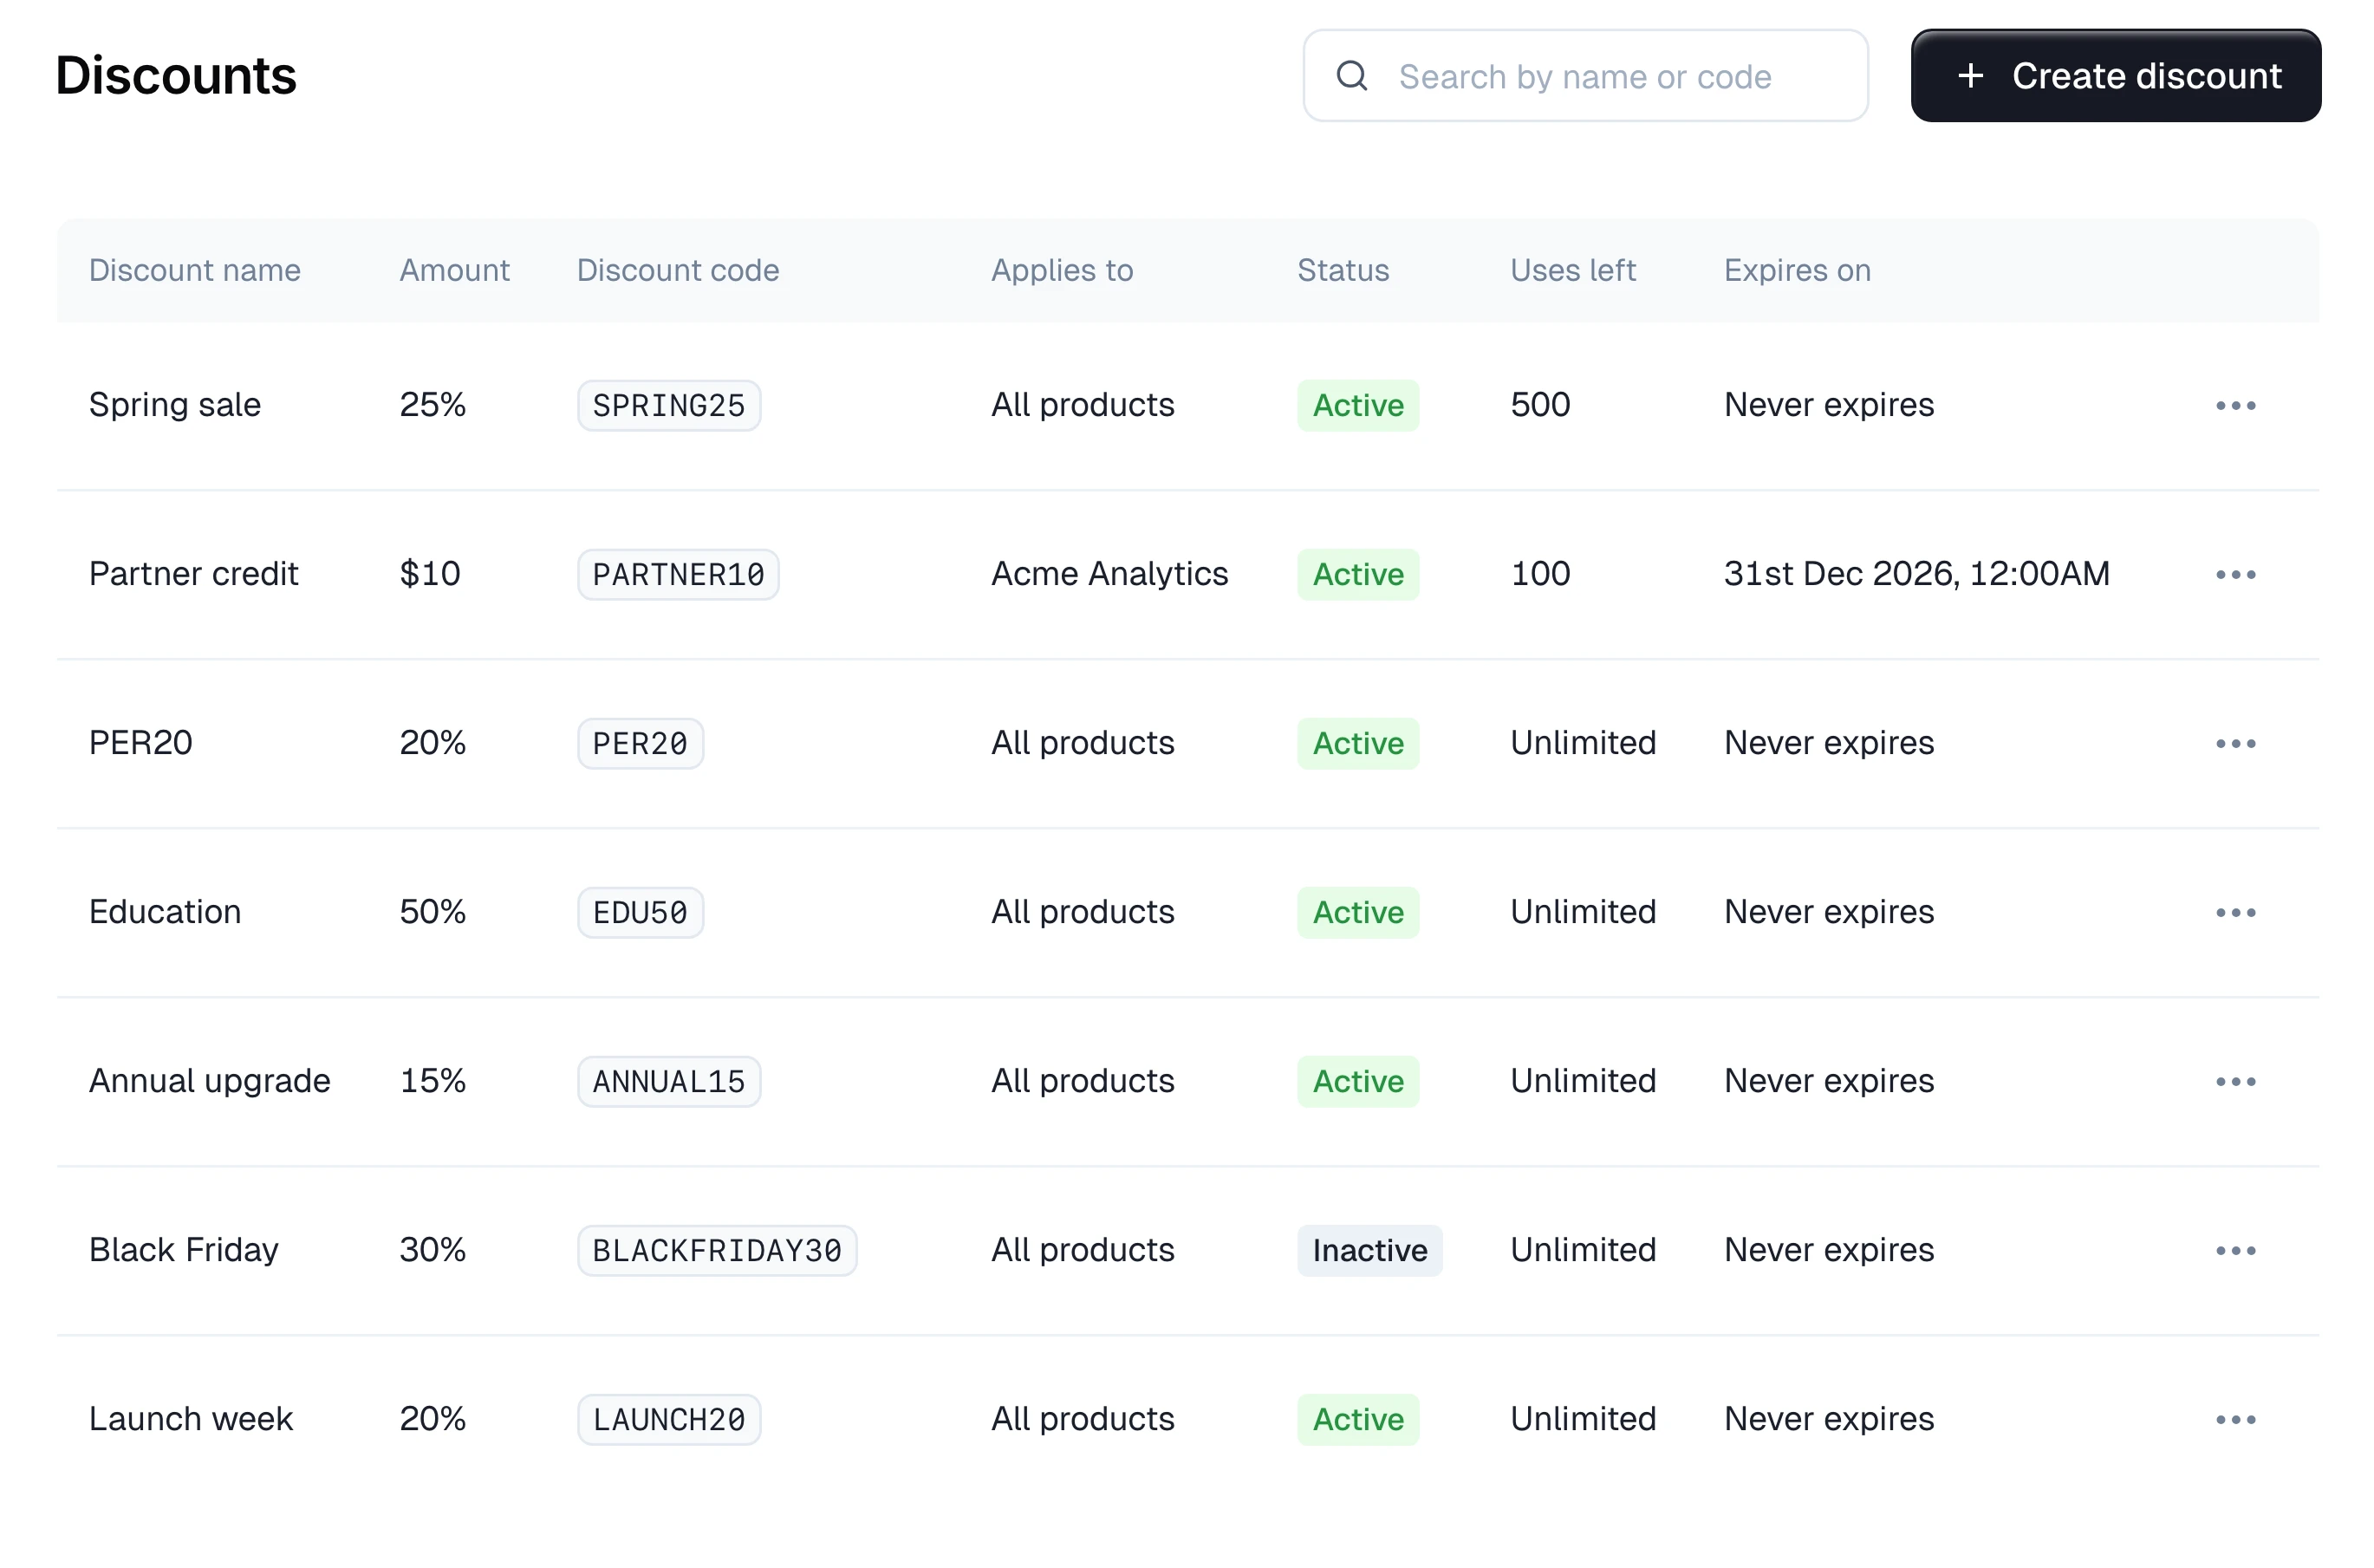 Discounts
Search by name or code
+ Create discount
Discount name Amount Discount code Applies to Status Uses left Expires on
Spring sale 25% SPRING25 All products Active 500 Never expires
Partner credit $10 PARTNER10 Acme Analytics Active 100 31st Dec 2026, 12:00AM
PER20 20% PER20 All products Active Unlimited Never expires
Education 50% EDU50 All products Active Unlimited Never expires
Annual upgrade 15% ANNUAL15 All products Active Unlimited Never expires
Black Friday 30% BLACKFRIDAY30 All products Inactive Unlimited Never expires
Launch week 20% LAUNCH20 All products Active Unlimited Never expires